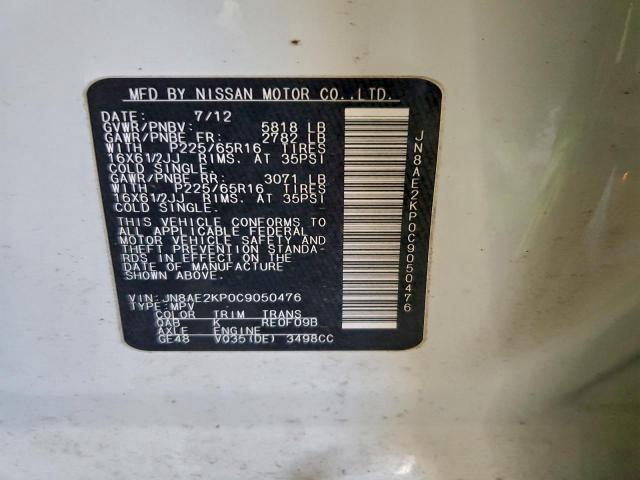 MFD BY NISSAN MOTOR CO.,LTD.
DATE: 7/12
GVWR/PNBV: 5818 LB
GAWR/PNBE FR: 2782 LB
WITH P225/65R16 TIRES
16X61/2JJ RIMS. AT 35PSI
COLD SINGLE.
GAWR/PNBE RR: 3071 LB
WITH P225/65R16 TIRES
16X61/2JJ RIMS. AT 35PSI
COLD SINGLE.
THIS VEHICLE CONFORMS TO
ALL APPLICABLE FEDERAL
MOTOR VEHICLE SAFETY AND
THEFT PREVENTION STANDA-
RDS IN EFFECT ON THE
DATE OF MANUFACTURE
SHOWN ABOVE.
VIN:JN8AE2KP0C9050476
TYPE:MPV
COLOR TRIM TRANS
QAB K RE0F09B
AXLE ENGINE
GE48 VQ35(DE) 3498CC
JN8AE2KP0C9050476